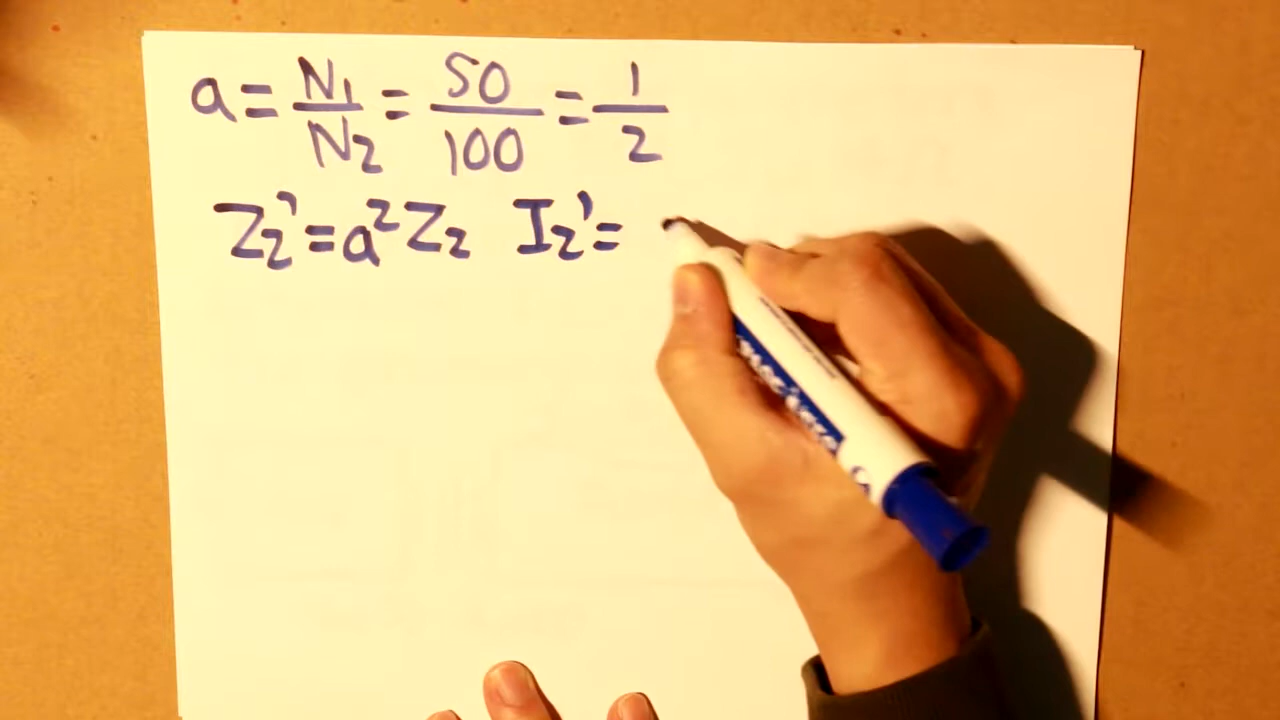 a = N₁/N₂ = 50/100 = 1/2
Z₂' = a²Z₂ I₂' =